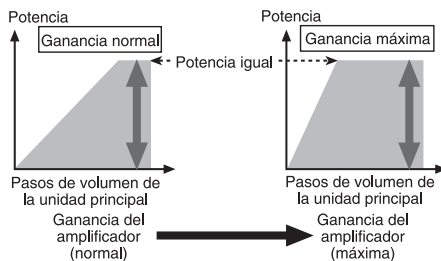 Potencia
Ganancia normal
Potencia
Ganancia máxima
Potencia igual
Pasos de volumen de
la unidad principal
Pasos de volumen de
la unidad principal
Ganancia del
amplificador
(normal)
Ganancia del
amplificador
(máxima)